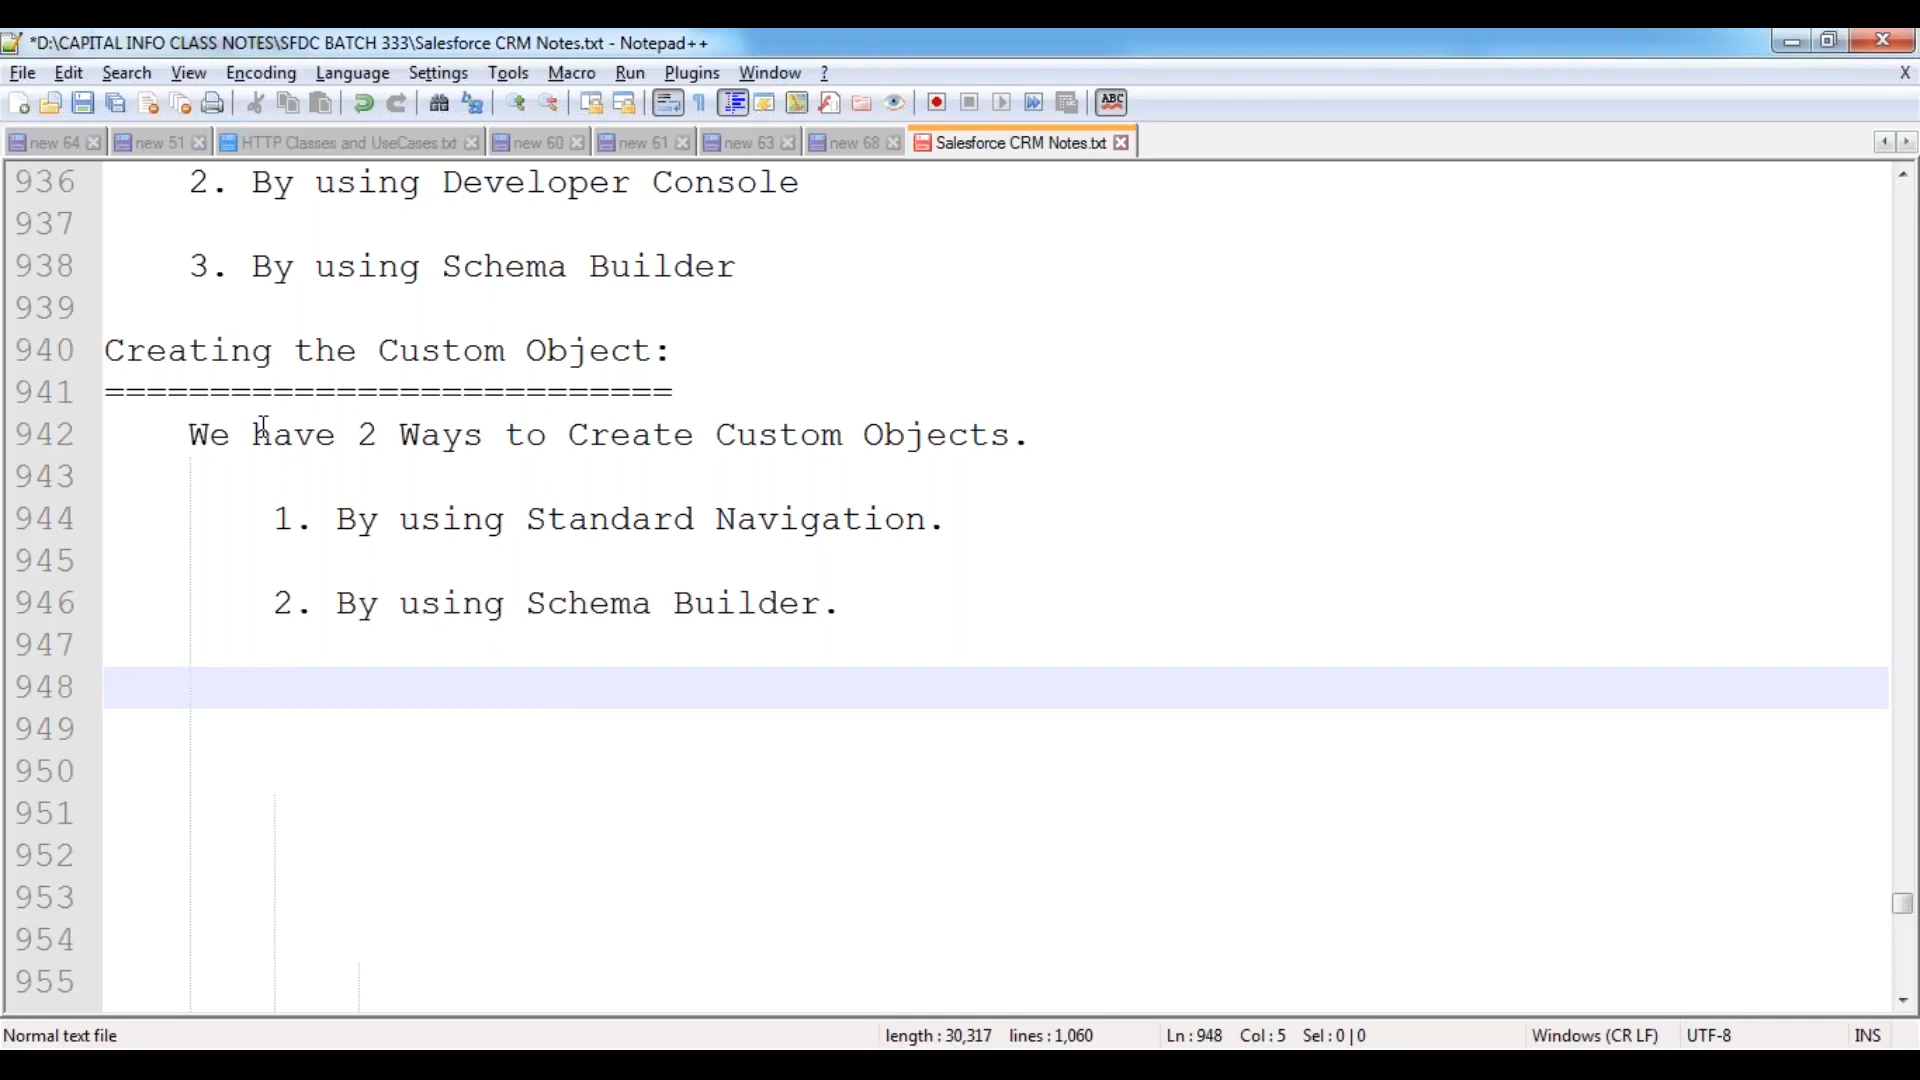 *D:\CAPITAL INFO CLASS NOTES\SFDC BATCH 333\Salesforce CRM Notes.txt - Notepad++
File Edit Search View Encoding Language Settings Tools Macro Run Plugins Window ? X
ABC
new 64 new 51 HTTP Classes and UseCases.txt new 60 new 61 new 63 new 68 Salesforce CRM Notes.txt
936 2. By using Developer Console
937
938 3. By using Schema Builder
939
940 Creating the Custom Object:
941 ===========================
942 We have 2 Ways to Create Custom Objects.
943
944 1. By using Standard Navigation.
945
946 2. By using Schema Builder.
947
948
949
950
951
952
953
954
955
Normal text file length : 30,317 lines : 1,060 Ln : 948 Col : 5 Sel : 0 | 0 Windows (CR LF) UTF-8 INS